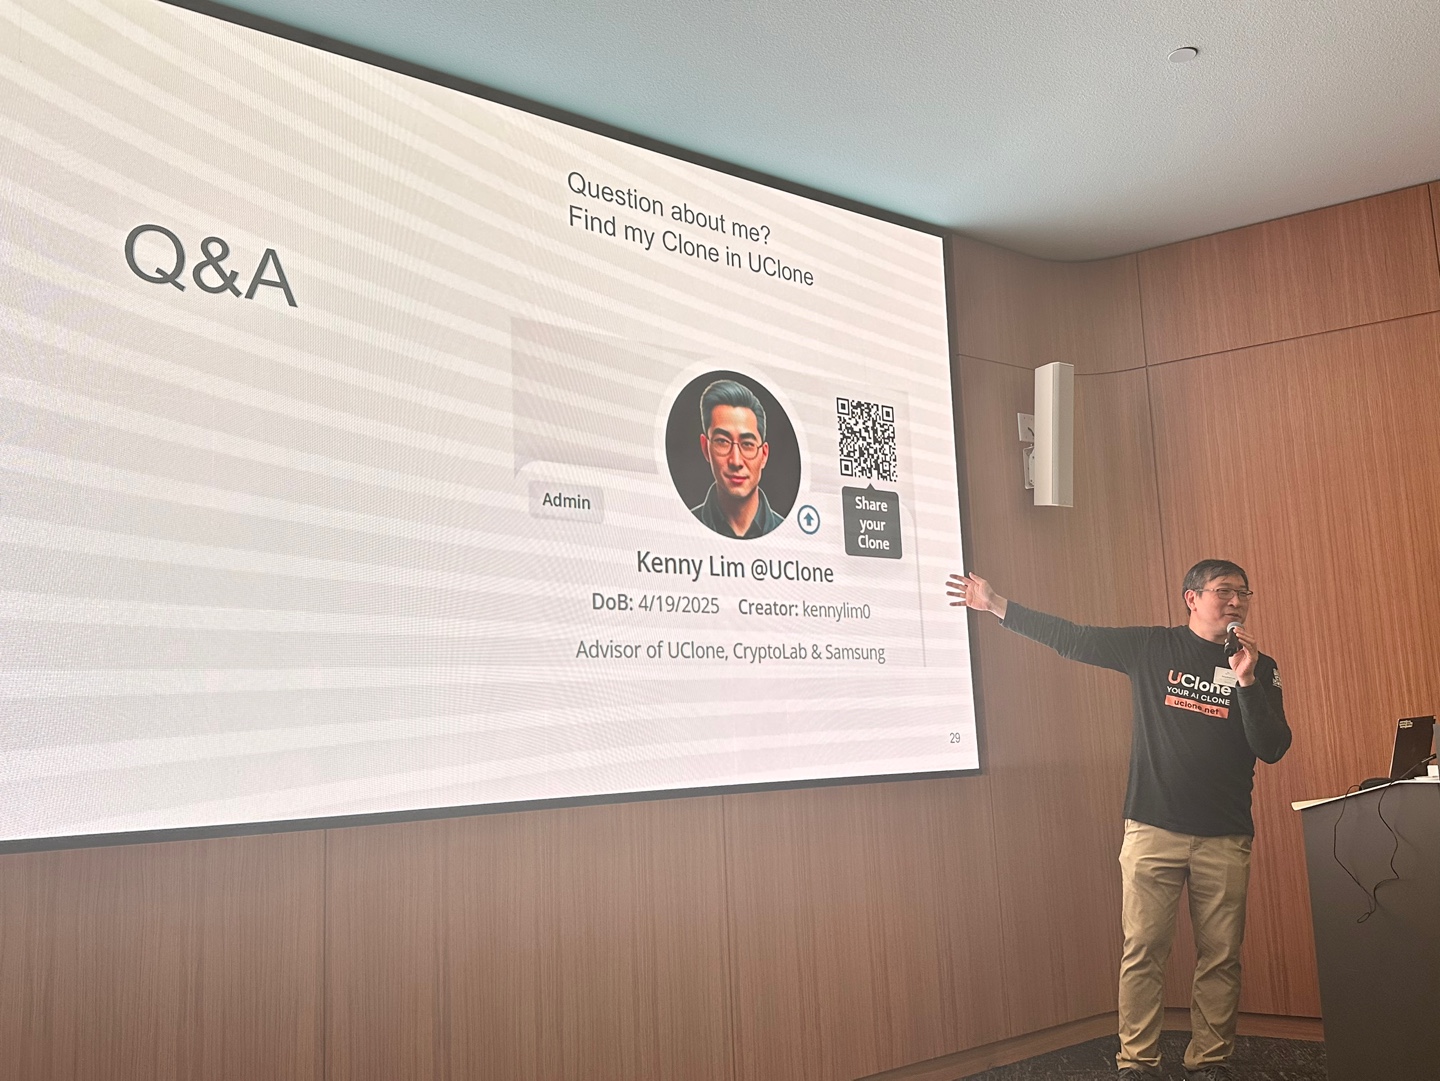 Q&A
Question about me?
Find my Clone in UClone
Admin
Share
your
Clone
Kenny Lim @UClone
DoB: 4/19/2025 Creator: kennylim0
Advisor of UClone, CryptoLab & Samsung
29
UClone
YOUR AI CLONE
uclone.net